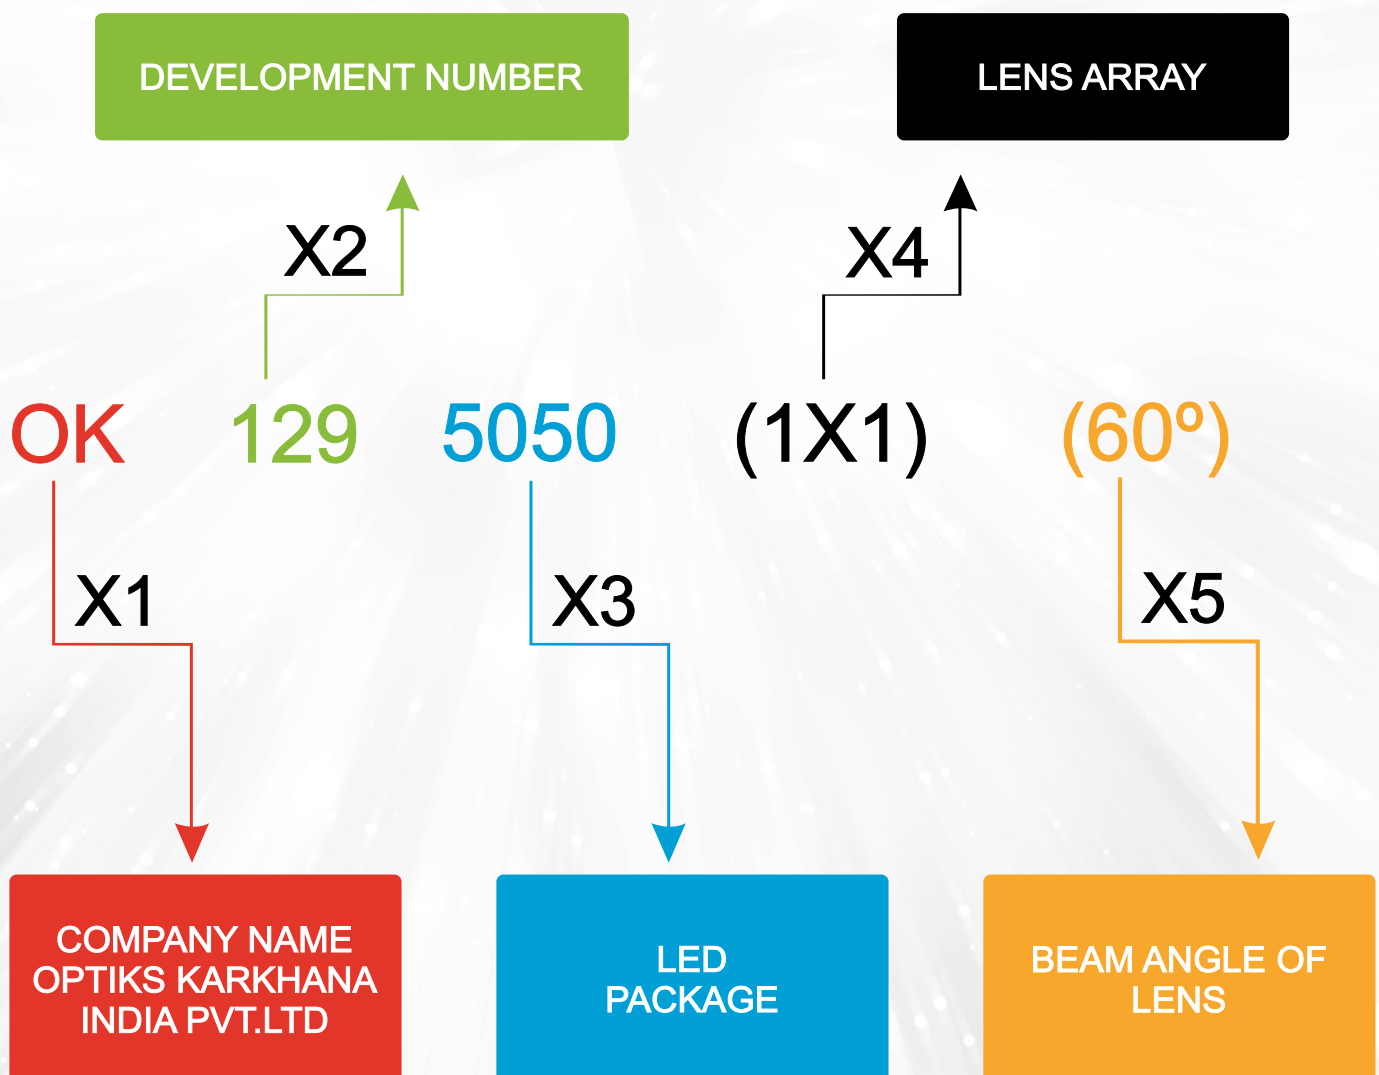 DEVELOPMENT NUMBER
LENS ARRAY
X2
X4
OK 129 5050 (1X1) (60º)
X1
X3
X5
COMPANY NAME
OPTIKS KARKHANA
INDIA PVT.LTD
LED
PACKAGE
BEAM ANGLE OF
LENS